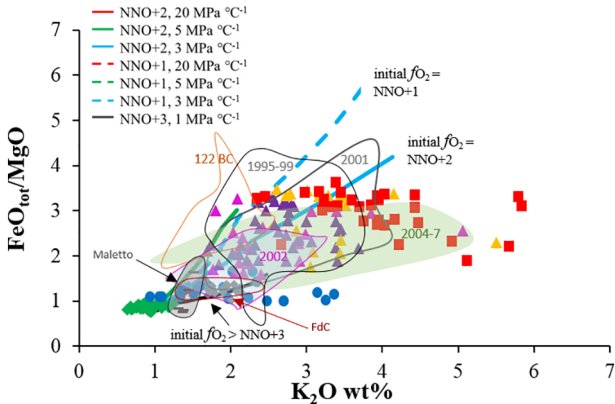 NNO+2, 20 MPa °C-1
NNO+2, 5 MPa °C-1
NNO+2, 3 MPa °C-1
NNO+1, 20 MPa °C-1
NNO+1, 5 MPa °C-1
NNO+1, 3 MPa °C-1
NNO+3, 1 MPa °C-1
initial fO2 =
NNO+1
initial fO2 =
NNO+2
122 BC
1995-99
2001
2004-7
2002
Maletto
FdC
initial fO2 > NNO+3
FeOtot/MgO
7
6
5
4
3
2
1
0
0 1 2 3 4 5 6 7
K2O wt%